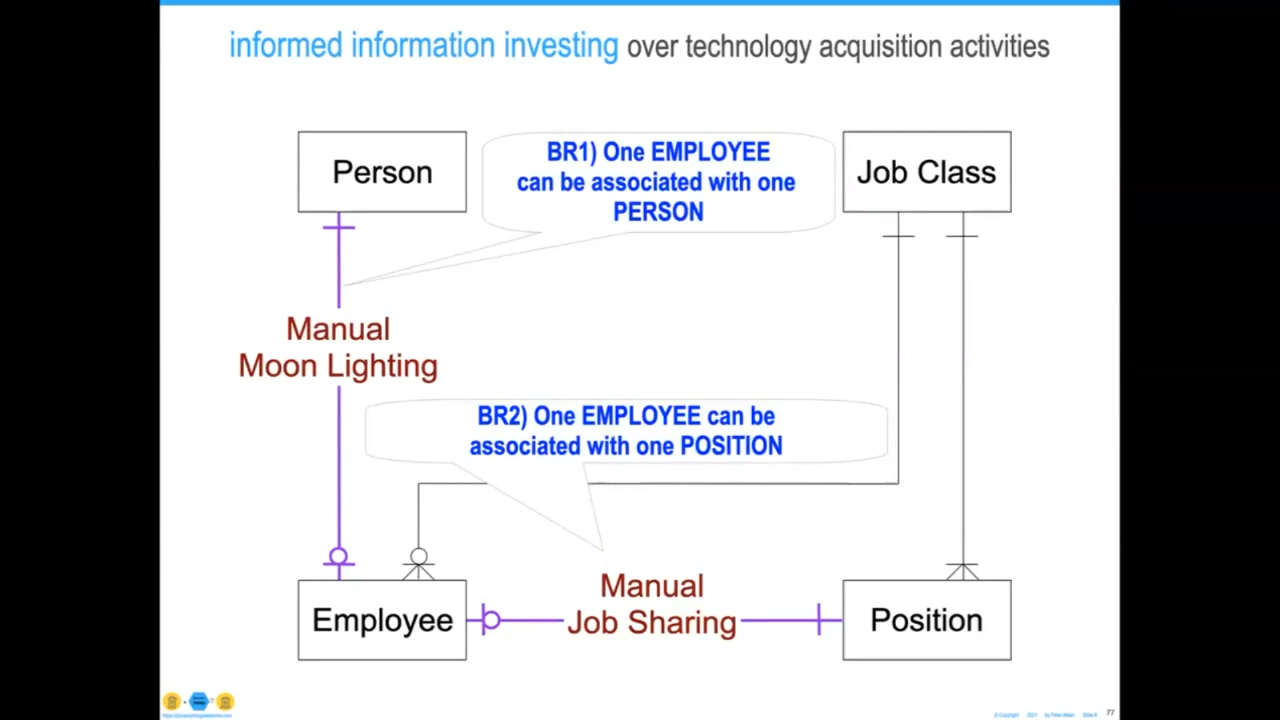 informed information investing over technology acquisition activities
Person
BR1) One EMPLOYEE
can be associated with one
PERSON
Job Class
Manual
Moon Lighting
BR2) One EMPLOYEE can be
associated with one POSITION
Manual
Job Sharing
Employee
Position
77